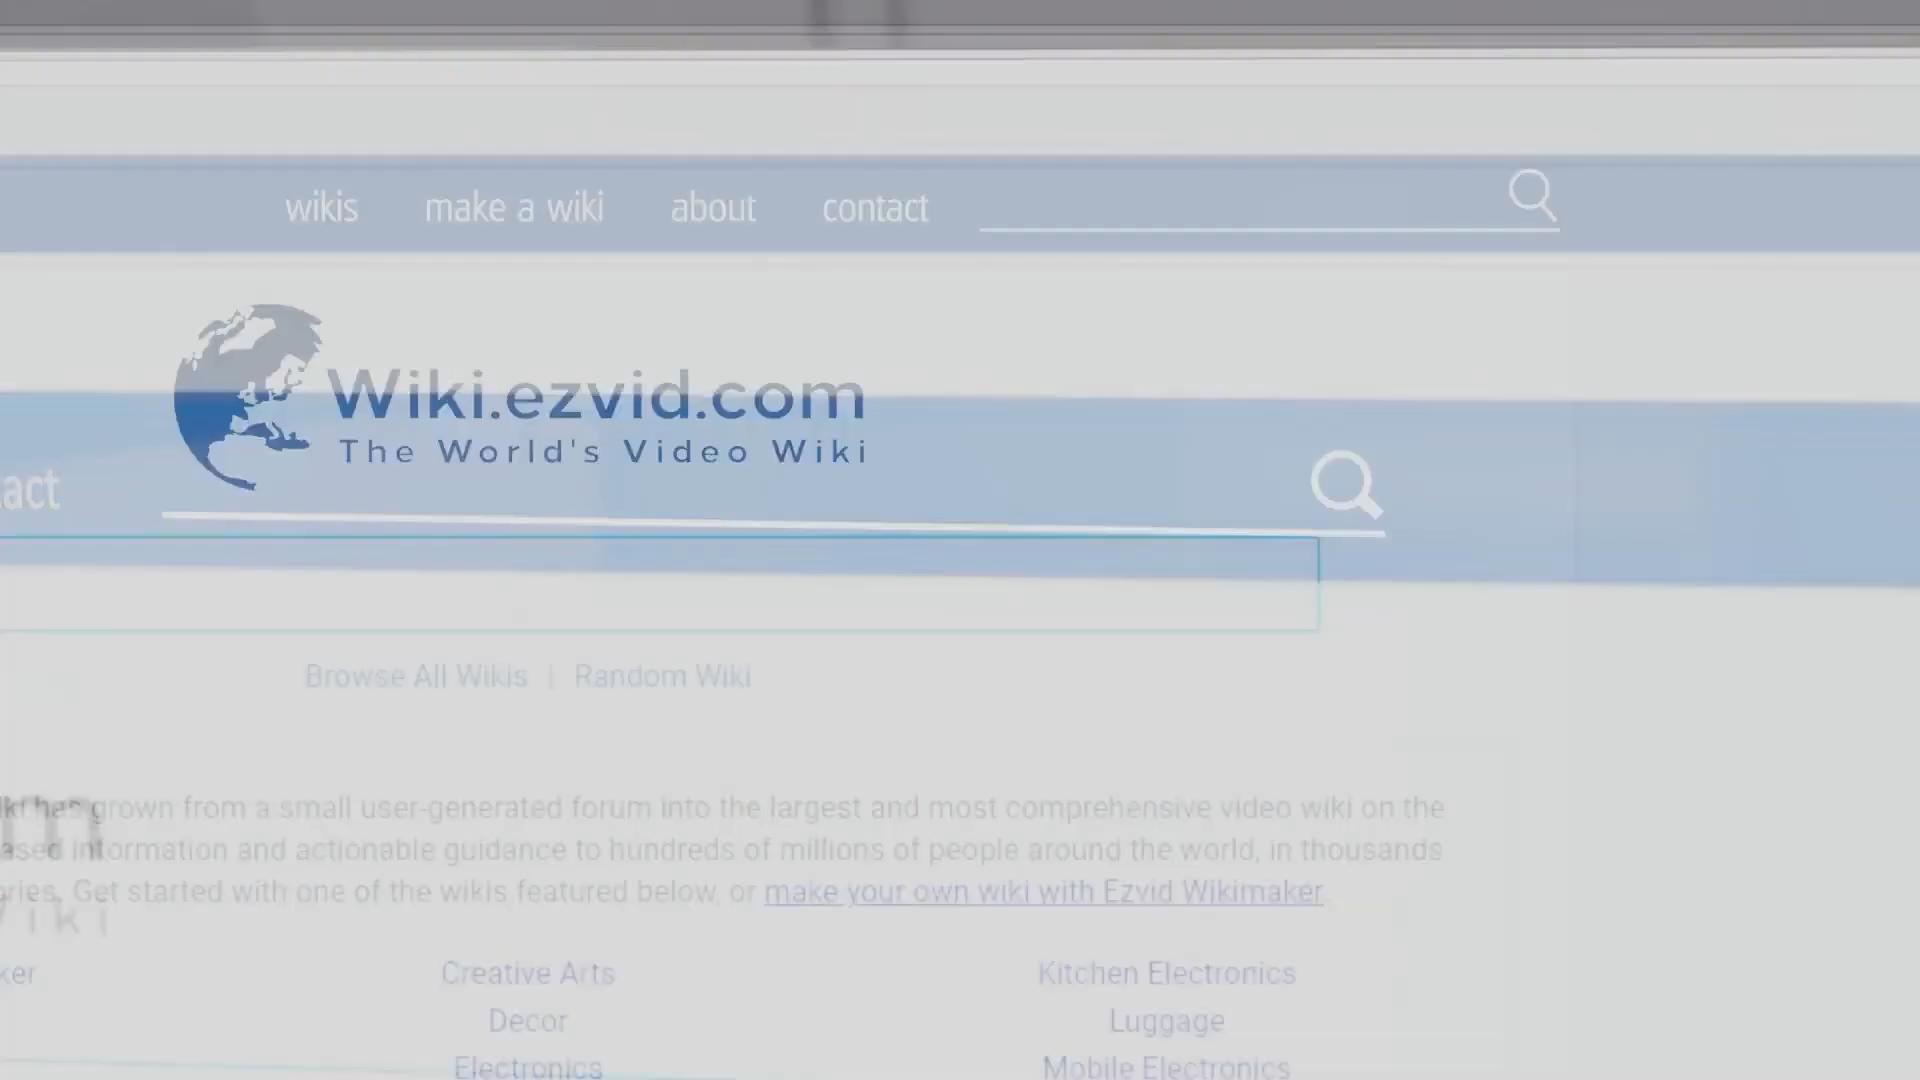 wikis make a wiki about contact
Wiki.ezvid.com
The World's Video Wiki
Browse All Wikis | Random Wiki
has grown from a small user-generated forum into the largest and most comprehensive video wiki on the
information and actionable guidance to hundreds of millions of people around the world, in thousands
Get started with one of the wikis featured below, or make your own wiki with Ezvid Wikimaker.
Creative Arts Kitchen Electronics
Decor Luggage
Electronics Mobile Electronics